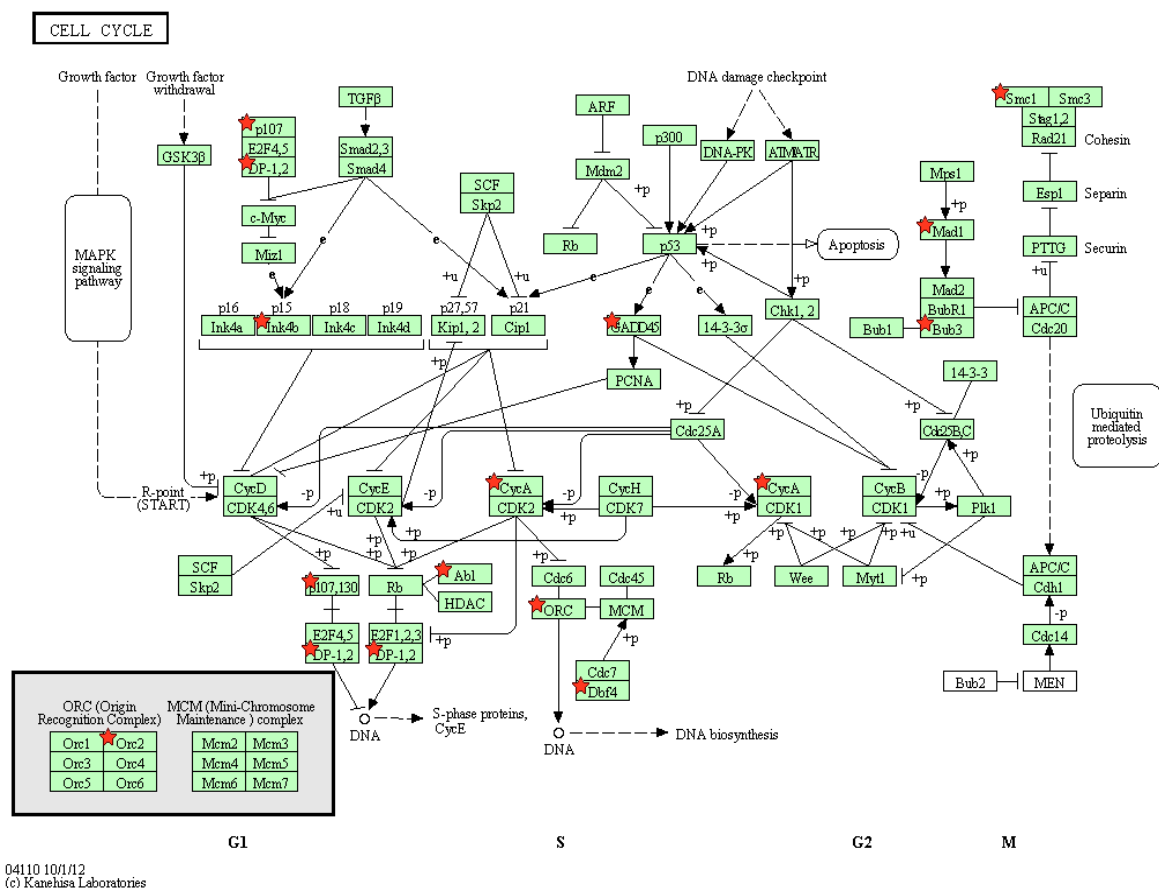 CELL CYCLE
Growth factor
Growth factor
withdrawal
TGFβ
ARF
DNA damage checkpoint
Smc1
Smc3
Stag1,2
Rad21
Cohesin
p107
E2F4,5
DP-1,2
GSK3β
Smad2,3
Smad4
p300
DNA-PK
ATM/ATR
Mdm2
+p
SCF
Skp2
Mps1
+p
Esp1
Separin
c-Myc
Miz1
Rb
p53
+p
+p
Apoptosis
Mad1
PTTG
Securin
MAPK
signaling
pathway
e
e
e
e
e
+u
+u
+p
+u
Mad2
BubR1
Bub3
Bub1
APC/C
Cdc20
p16
p15
p18
p19
p27,57
p21
Ink4a
Ink4b
Ink4c
Ink4d
Kip1, 2
Cip1
GADD45
14-3-3σ
Chk1, 2
+p
PCNA
14-3-3
+p
+p
Cdc25A
Cdc25B,C
Ubiquitin
mediated
proteolysis
R-point
(START)
+p
CycD
CDK4,6
-p
CycE
CDK2
-p
CycA
CDK2
-p
+p
CycH
CDK7
-p
+p
CycA
CDK1
CycB
CDK1
-p
+p
+p
Plk1
+u
+p
+p
+p
+p
+p
+p
+p
+p
+p
+u
SCF
Skp2
p107,130
Rb
Abl
HDAC
Cdc6
Cdc45
ORC
MCM
+p
Rb
Wee
Myt1
+p
APC/C
Cdh1
-p
Cdc14
E2F4,5
DP-1,2
E2F1,2,3
DP-1,2
+p
Cdc7
Dbf4
Bub2
MEN
DNA
S-phase proteins,
CycE
DNA
DNA biosynthesis
ORC (Origin
Recognition Complex)
MCM (Mini-Chromosome
Maintenance ) complex
Orc1 Orc2
Orc3 Orc4
Orc5 Orc6
Mcm2 Mcm3
Mcm4 Mcm5
Mcm6 Mcm7
G1
S
G2
M
04110 10/1/12
(c) Kanehisa Laboratories